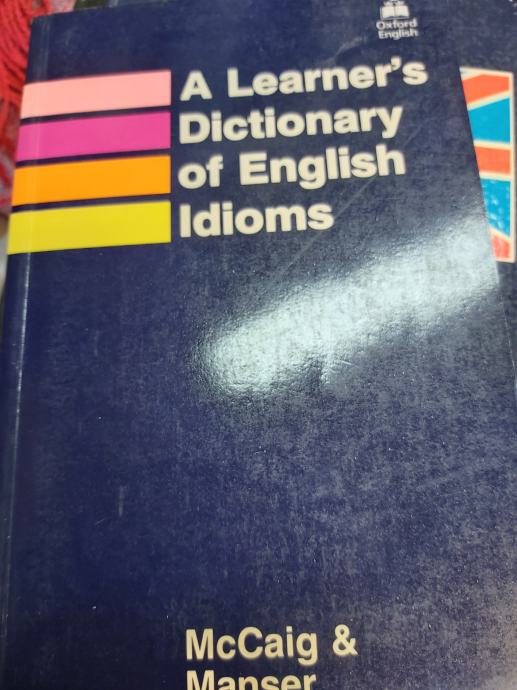 Oxford
English
A Learner's
Dictionary
of English
Idioms
McCaig &
Manser